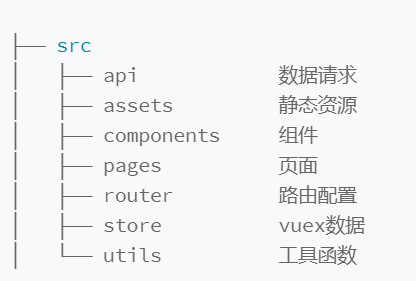 ├── src
│   ├── api 数据请求
│   ├── assets 静态资源
│   ├── components 组件
│   ├── pages 页面
│   ├── router 路由配置
│   ├── store vuex数据
│   └── utils 工具函数